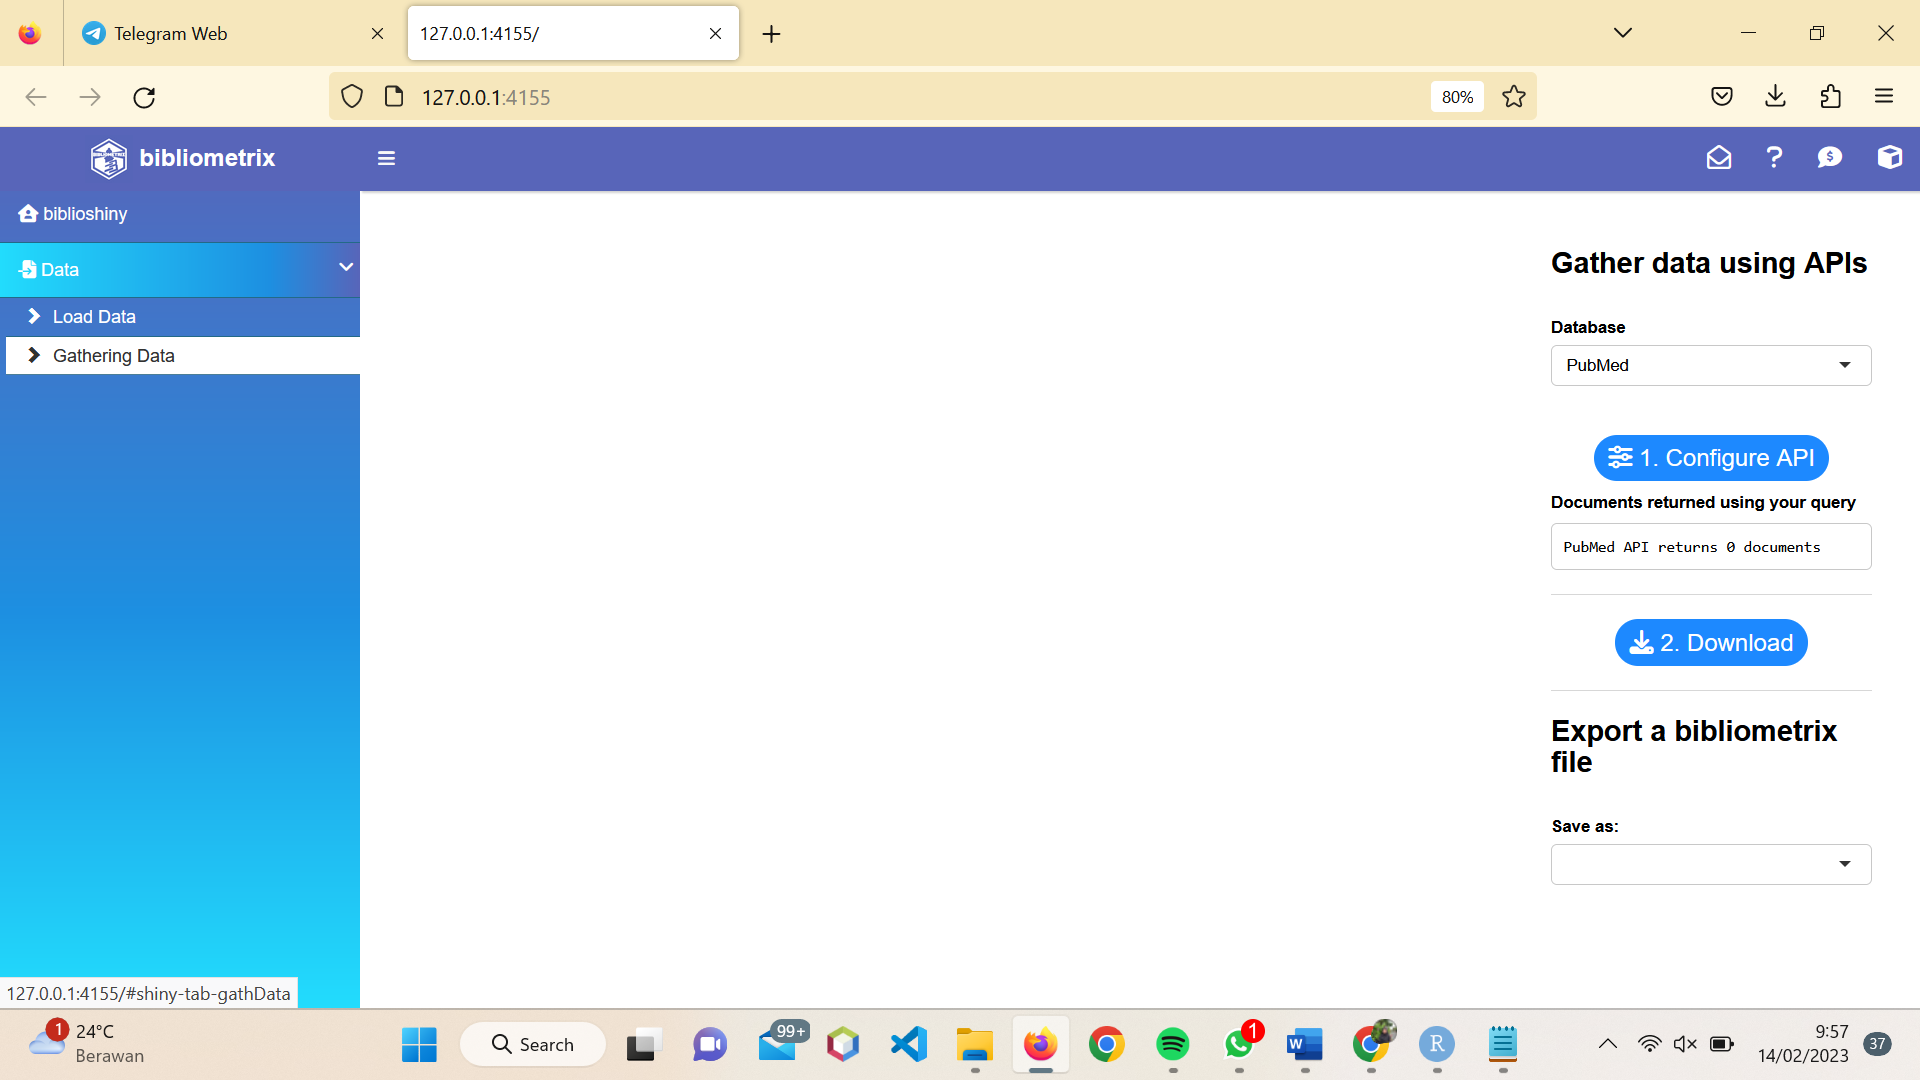 Telegram Web
127.0.0.1:4155/
127.0.0.1:4155
80%
bibliometrix
biblioshiny
Data
Load Data
Gathering Data
Gather data using APIs
Database
PubMed
1. Configure API
Documents returned using your query
PubMed API returns 0 documents
2. Download
Export a bibliometrix
file
Save as:
127.0.0.1:4155/#shiny-tab-gathData
1
24°C
Berawan
Search
99+
1
W
R
9:57
14/02/2023
37